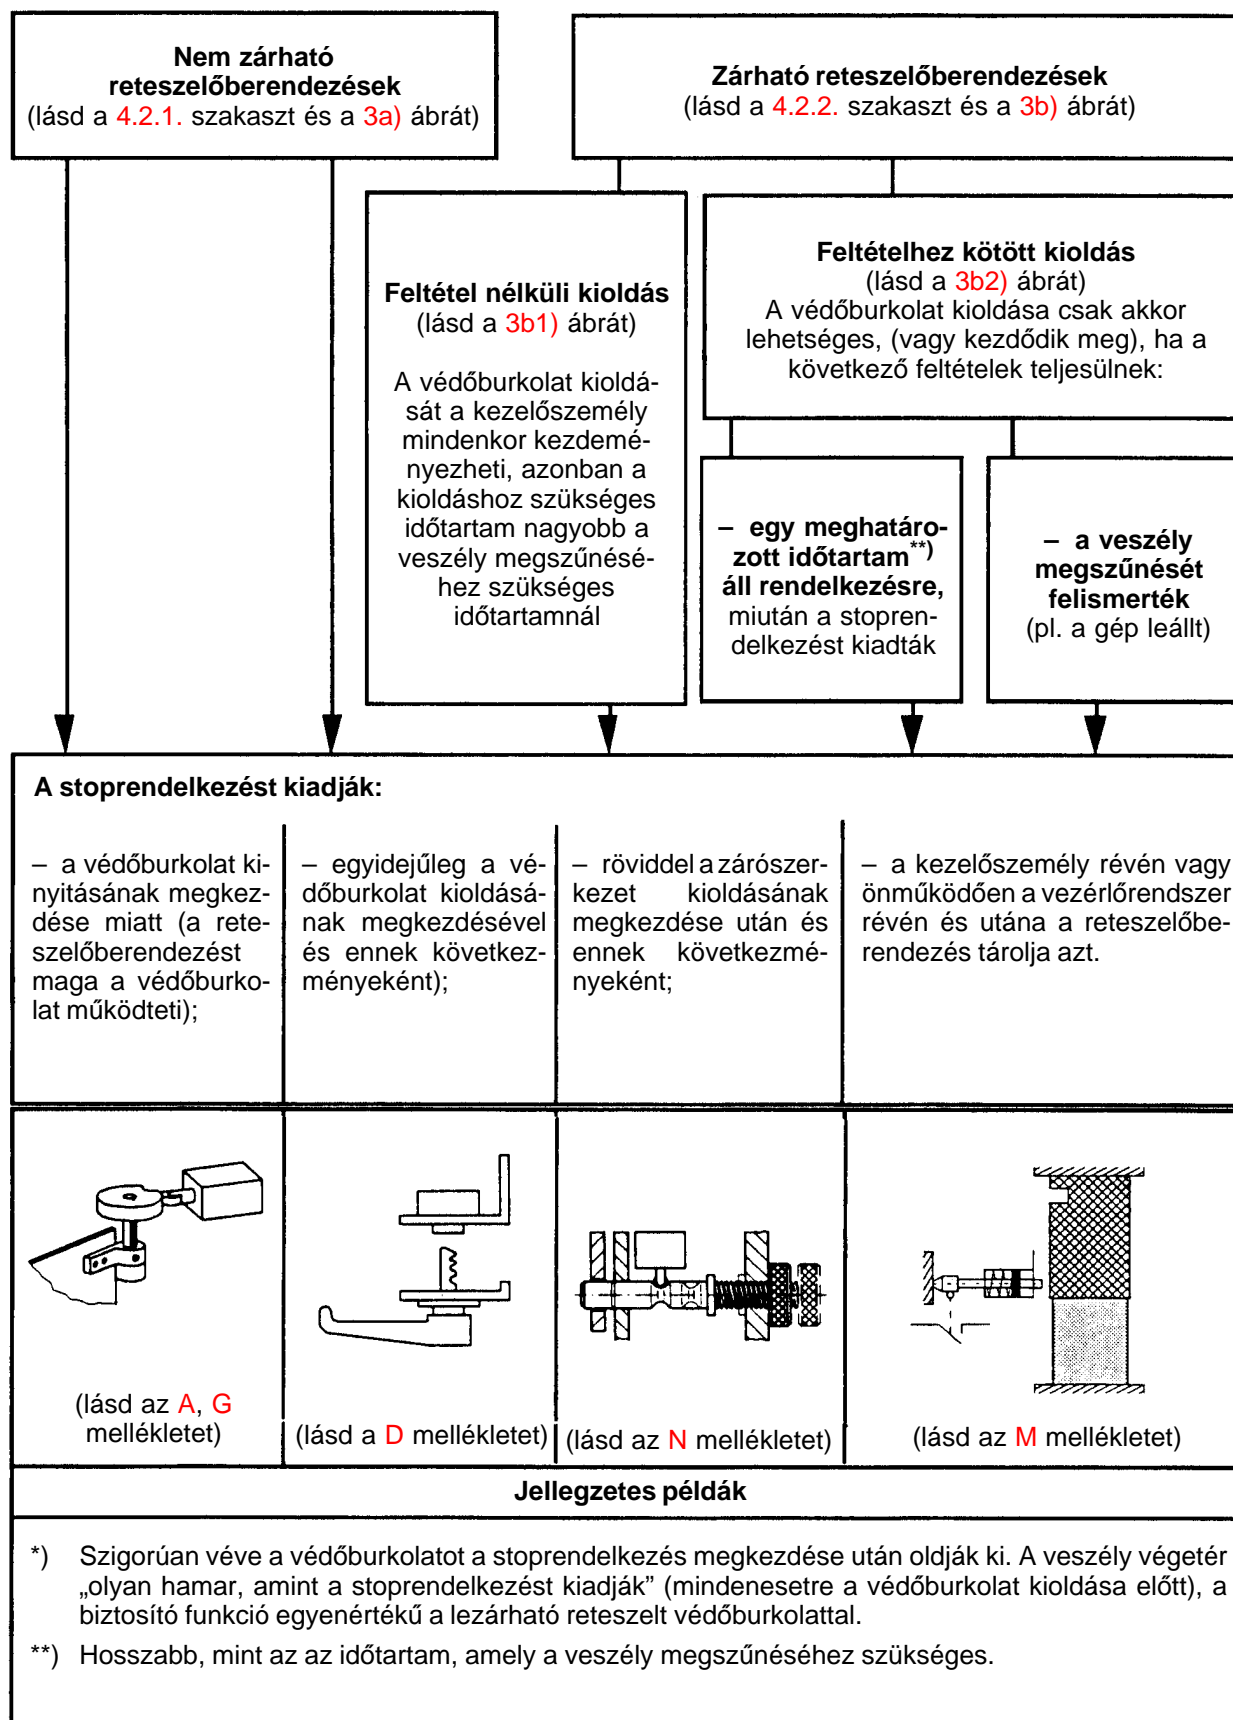 Nem zárható
reteszelőberendezések
(lásd a 4.2.1. szakaszt és a 3a) ábrát)
Zárható reteszelőberendezések
(lásd a 4.2.2. szakaszt és a 3b) ábrát)
Feltétel nélküli kioldás
(lásd a 3b1) ábrát)
A védőburkolat kioldá-
sát a kezelőszemély
mindenkor kezdemé-
nyezheti, azonban a
kioldáshoz szükséges
időtartam nagyobb a
veszély megszűnésé-
hez szükséges
időtartamnál
Feltételhez kötött kioldás
(lásd a 3b2) ábrát)
A védőburkolat kioldása csak akkor
lehetséges, (vagy kezdődik meg), ha a
következő feltételek teljesülnek:
– egy meghatáro-
zott időtartam**)
áll rendelkezésre,
miután a stopren-
delkezést kiadták
– a veszély
megszűnését
felismerték
(pl. a gép leállt)
A stoprendelkezést kiadják:
– a védőburkolat ki-
nyitásának megkez-
dése miatt (a rete-
szelőberendezést
maga a védőburko-
lat működteti);
– egyidejűleg a vé-
dőburkolat kioldásá-
nak megkezdésével
és ennek következ-
ményeként);
– röviddel a zárószer-
kezet kioldásának
megkezdése után és
ennek következmé-
nyeként;
– a kezelőszemély révén vagy
önműködően a vezérlőrendszer
révén és utána a reteszelőbe-
rendezés tárolja azt.
(lásd az A, G
mellékletet)
(lásd a D mellékletet)
(lásd az N mellékletet)
(lásd az M mellékletet)
Jellegzetes példák
*) Szigorúan véve a védőburkolatot a stoprendelkezés megkezdése után oldják ki. A veszély végetér
„olyan hamar, amint a stoprendelkezést kiadják” (mindenesetre a védőburkolat kioldása előtt), a
biztosító funkció egyenértékű a lezárható reteszelt védőburkolattal.
**) Hosszabb, mint az az időtartam, amely a veszély megszűnéséhez szükséges.